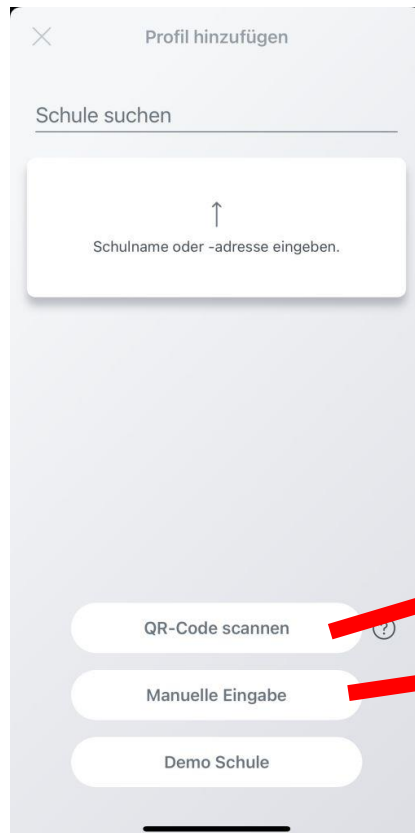 Profil hinzufügen
Schule suchen
Schulname oder -adresse eingeben.
QR-Code scannen
?
Manuelle Eingabe
Demo Schule